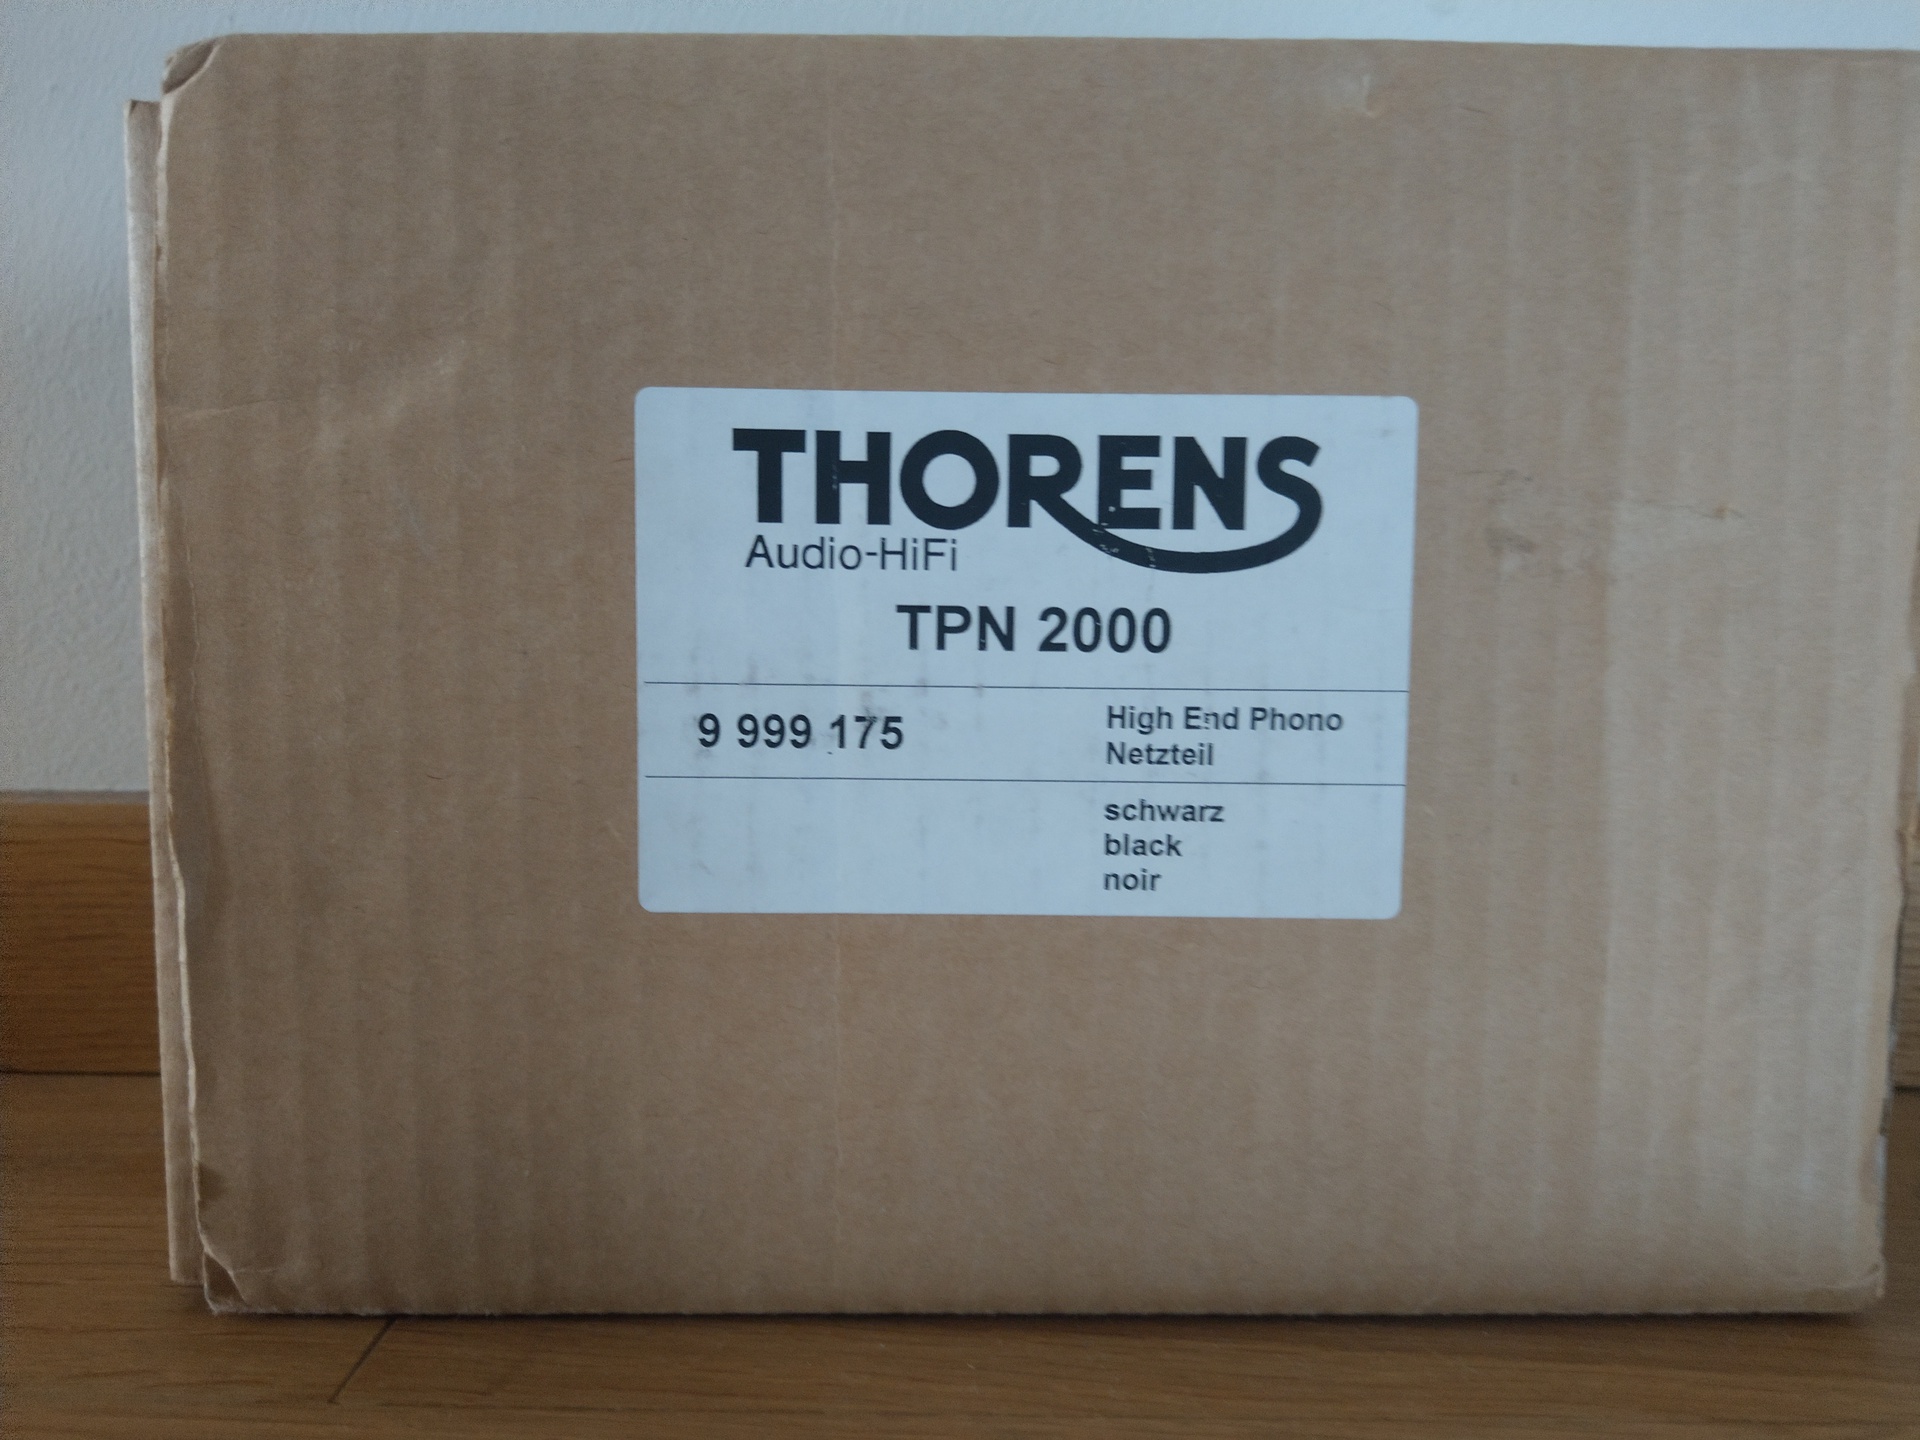 THORENS
Audio-HiFi
TPN 2000
9 999 175
High End Phono
Netzteil
schwarz
black
noir